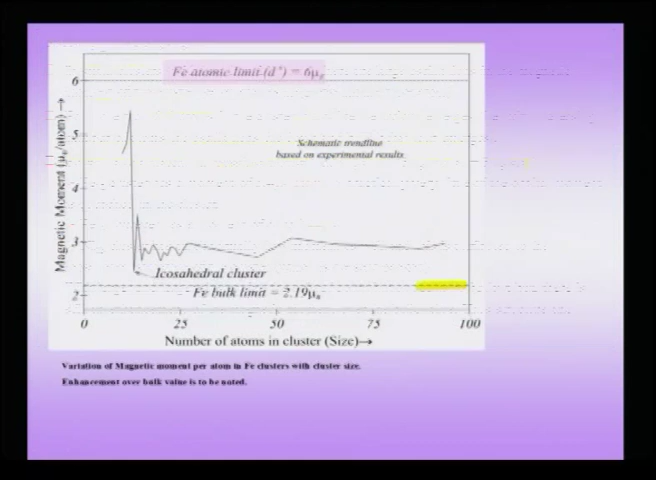 Fe atomic limit (d⁶) = 6μB
6
5
4
3
2
Magnetic Moment (μB/atom) →
Schematic trendline
based on experimental results
Icosahedral cluster
Fe bulk limit = 2.19μB
0 25 50 75 100
Number of atoms in cluster (Size)→
Variation of Magnetic moment per atom in Fe clusters with cluster size.
Enhancement over bulk value is to be noted.